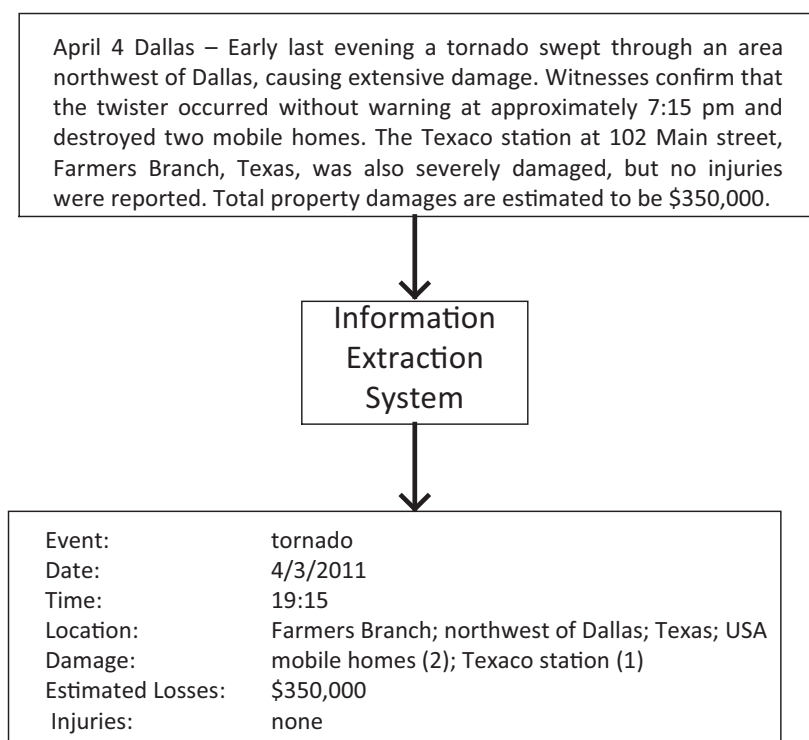 April 4 Dallas – Early last evening a tornado swept through an area
northwest of Dallas, causing extensive damage. Witnesses confirm that
the twister occurred without warning at approximately 7:15 pm and
destroyed two mobile homes. The Texaco station at 102 Main street,
Farmers Branch, Texas, was also severely damaged, but no injuries
were reported. Total property damages are estimated to be $350,000.
Information
Extraction
System
Event: tornado
Date: 4/3/2011
Time: 19:15
Location: Farmers Branch; northwest of Dallas; Texas; USA
Damage: mobile homes (2); Texaco station (1)
Estimated Losses: $350,000
Injuries: none